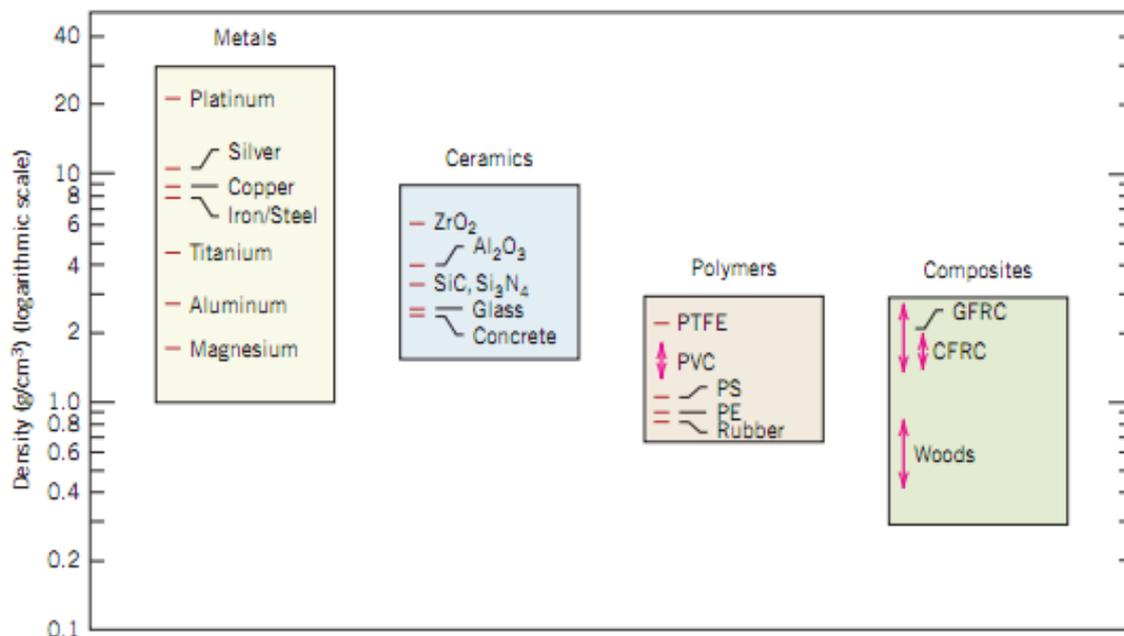 Density (g/cm³) (logarithmic scale)
40
20
10
8
6
4
2
1.0
0.8
0.6
0.4
0.2
0.1
Metals
Platinum
Silver
Copper
Iron/Steel
Titanium
Aluminum
Magnesium
Ceramics
ZrO₂
Al₂O₃
SiC, Si₃N₄
Glass
Concrete
Polymers
PTFE
PVC
PS
PE
Rubber
Composites
GFRC
CFRC
Woods